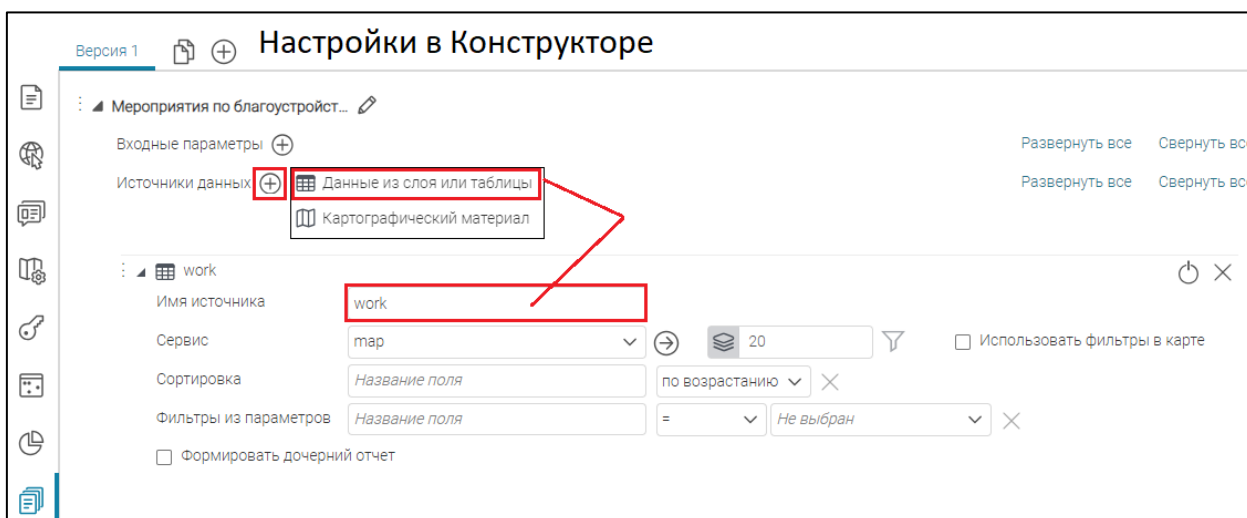 Версия 1 Настройки в Конструкторе
Мероприятия по благоустройст...
Входные параметры Развернуть все Свернуть вс
Источники данных Данные из слоя или таблицы Развернуть все Свернуть вс
Картографический материал
work
Имя источника work
Сервис map 20 Использовать фильтры в карте
Сортировка Название поля по возрастанию
Фильтры из параметров Название поля = Не выбран
Формировать дочерний отчет